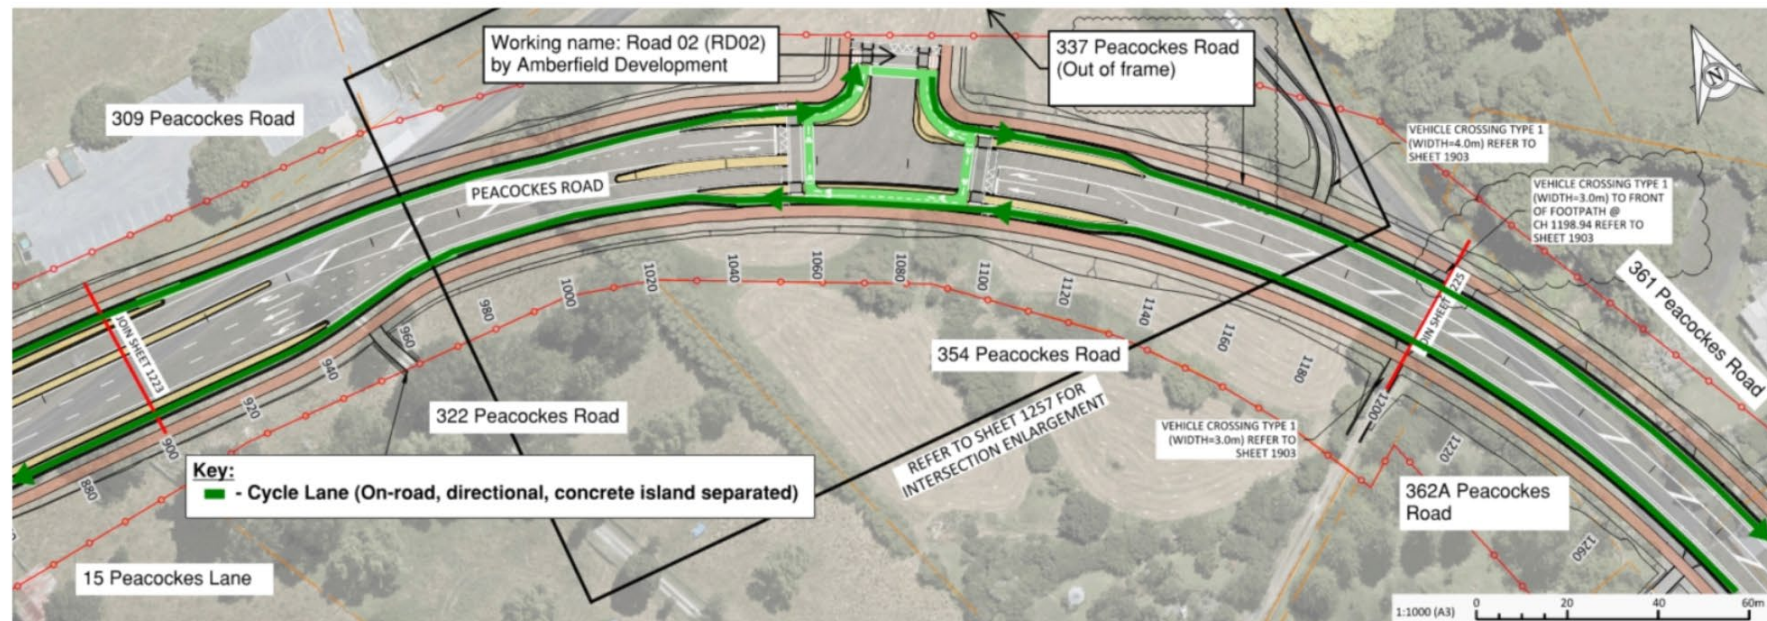 Working name: Road 02 (RD02)
by Amberfield Development
337 Peacockes Road
(Out of frame)
N
309 Peacockes Road
VEHICLE CROSSING TYPE 1
(WIDTH=4.0m) REFER TO
SHEET 1903
PEACOCKES ROAD
VEHICLE CROSSING TYPE 1
(WIDTH=3.0m) TO FRONT
OF FOOTPATH @
CH 1198.94 REFER TO
SHEET 1903
361 Peacockes Road
JOIN SHEET 1223
880
900
920
940
960
980
1000
1020
1040
1060
1080
1100
1120
1140
1160
1180
1200
1220
1260
354 Peacockes Road
322 Peacockes Road
REFER TO SHEET 1257 FOR
INTERSECTION ENLARGEMENT
VEHICLE CROSSING TYPE 1
(WIDTH=3.0m) REFER TO
SHEET 1903
Key:
- Cycle Lane (On-road, directional, concrete island separated)
362A Peacockes
Road
15 Peacockes Lane
1:1000 (A3)
0 20 40 60m